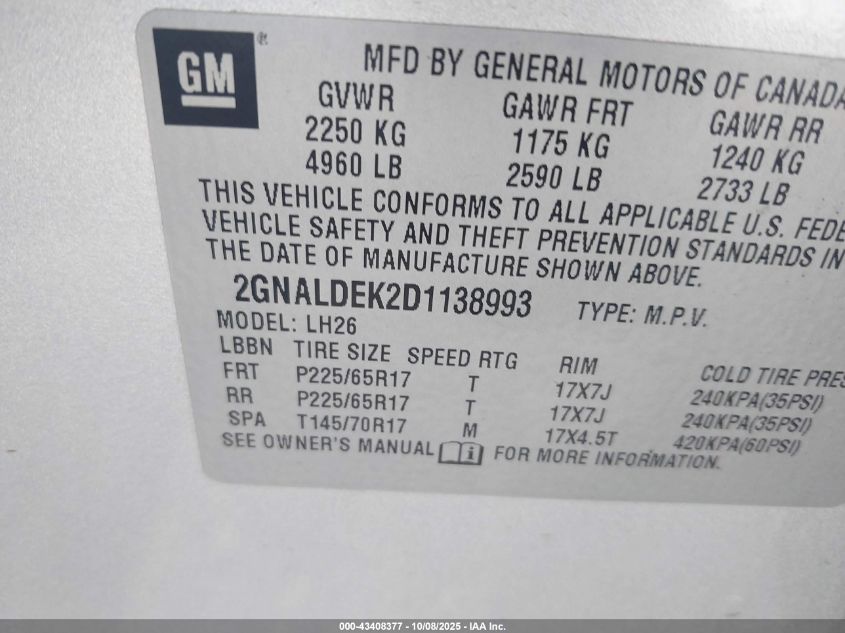 GM®
MFD BY GENERAL MOTORS OF CANADA
GVWR GAWR FRT GAWR RR
2250 KG 1175 KG 1240 KG
4960 LB 2590 LB 2733 LB
THIS VEHICLE CONFORMS TO ALL APPLICABLE U.S. FEDE
VEHICLE SAFETY AND THEFT PREVENTION STANDARDS IN
THE DATE OF MANUFACTURE SHOWN ABOVE.
2GNALDEK2D1138993 TYPE: M.P.V.
MODEL: LH26
LBBN TIRE SIZE SPEED RTG RIM COLD TIRE PRES
FRT P225/65R17 T 17X7J 240KPA(35PSI)
RR P225/65R17 T 17X7J 240KPA(35PSI)
SPA T145/70R17 M 17X4.5T 420KPA(60PSI)
SEE OWNER'S MANUAL FOR MORE INFORMATION.
000-43408377 - 10/08/2025 - IAA Inc.